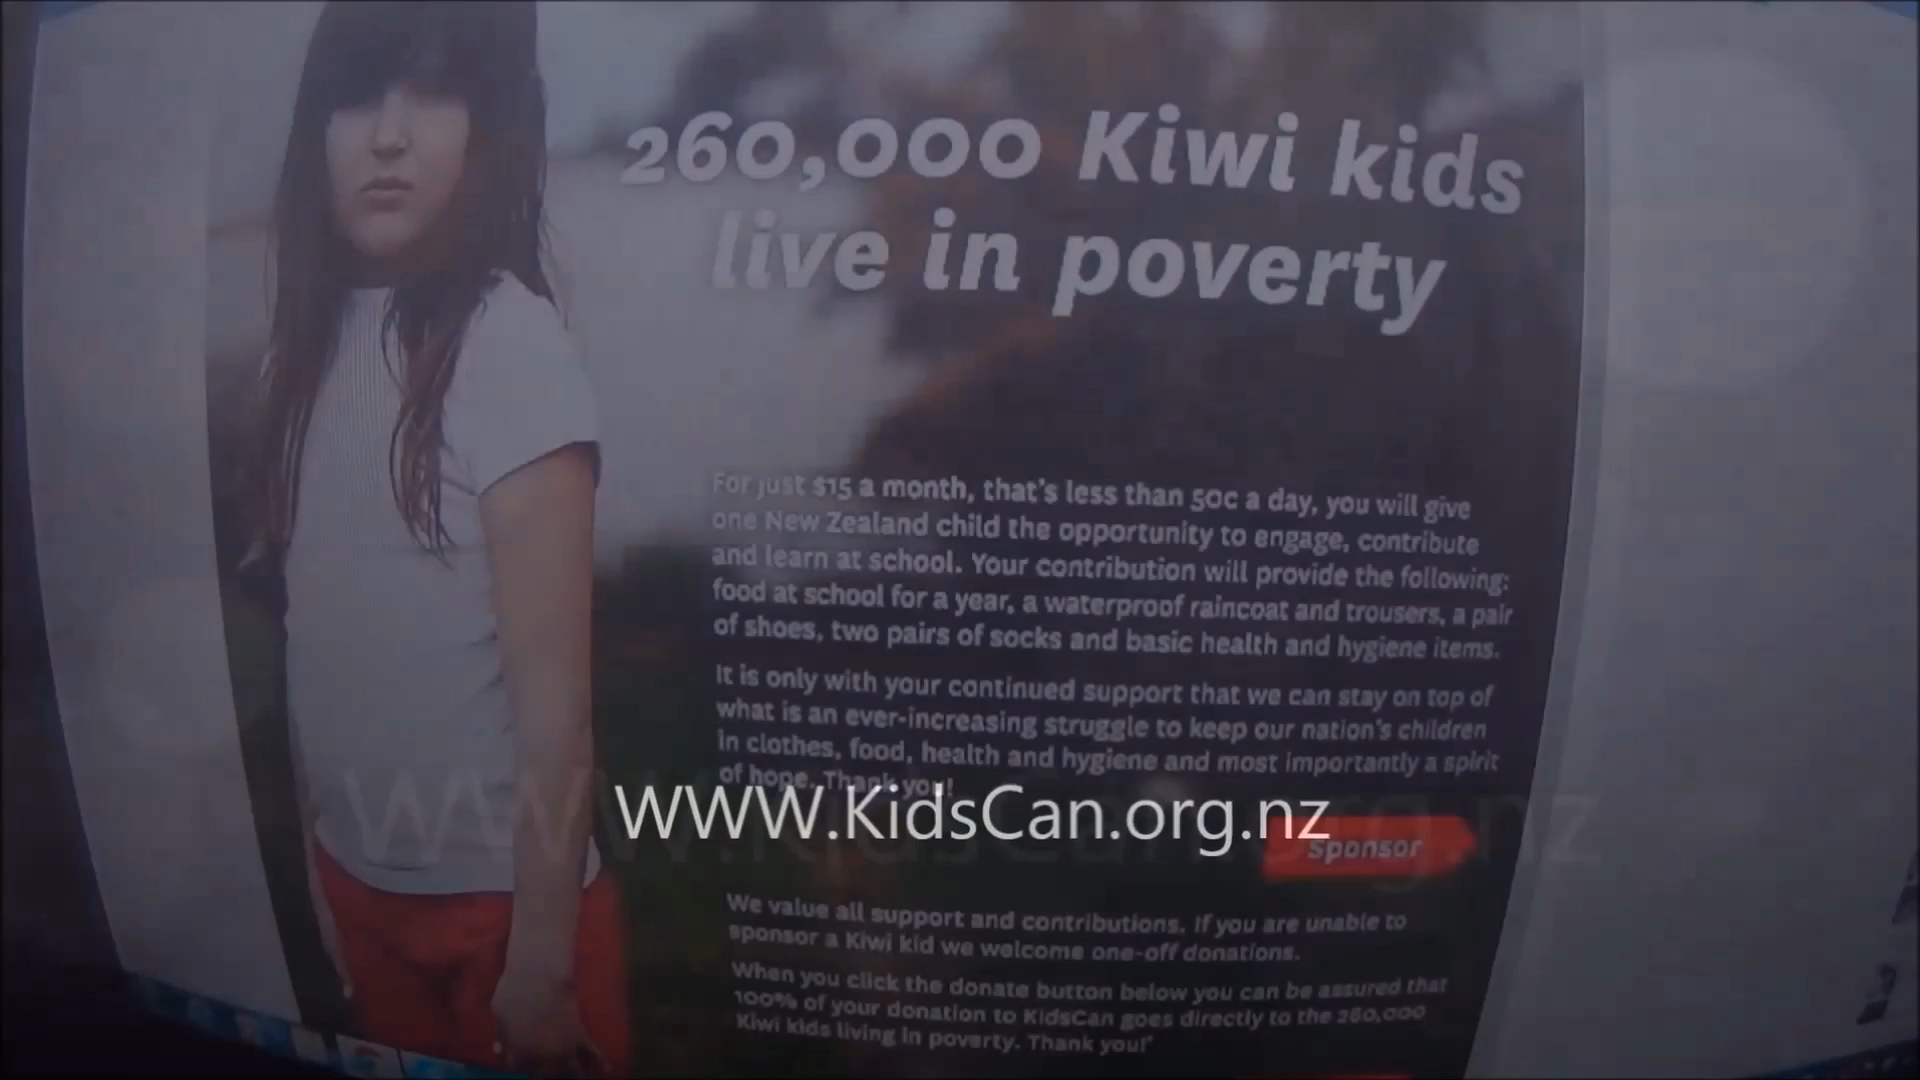 260,000 Kiwi kids
live in poverty
For just $15 a month, that's less than 50c a day, you will give
one New Zealand child the opportunity to engage, contribute
and learn at school. Your contribution will provide the following:
food at school for a year, a waterproof raincoat and trousers, a pair
of shoes, two pairs of socks and basic health and hygiene items.
It is only with your continued support that we can stay on top of
what is an ever-increasing struggle to keep our nation's children
in clothes, food, health and hygiene and most importantly a spirit
of hope. Thank you!
WWW.KidsCan.org.nz
sponsor
We value all support and contributions. If you are unable to
sponsor a Kiwi kid we welcome one-off donations.
When you click the donate button below you can be assured that
100% of your donation to KidsCan goes directly to the 260,000
Kiwi kids living in poverty. Thank you!"